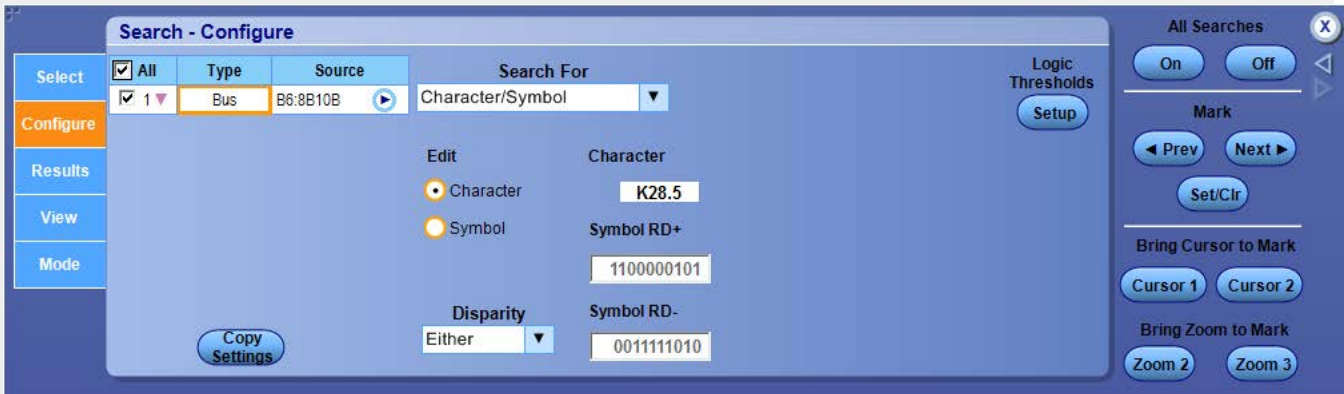 Search - Configure
All Searches
X
On
Off
Select
Configure
Results
View
Mode
All
Type
Source
1
Bus
B6:8B10B
Search For
Character/Symbol
Logic
Thresholds
Setup
Mark
◄ Prev
Next ►
Set/Clr
Edit
Character
Character
K28.5
Symbol
Symbol RD+
1100000101
Disparity
Either
Symbol RD-
0011111010
Copy
Settings
Bring Cursor to Mark
Cursor 1
Cursor 2
Bring Zoom to Mark
Zoom 2
Zoom 3